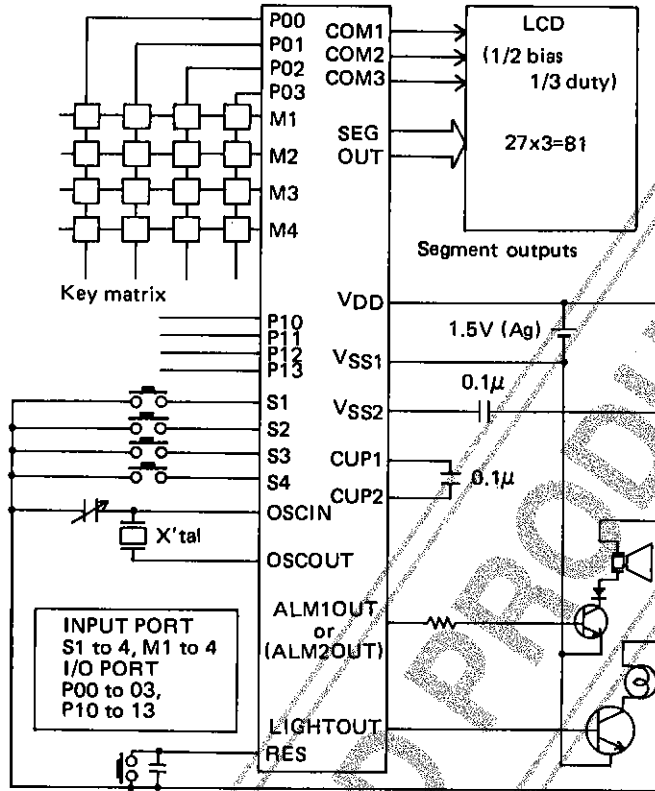 P00
P01
P02
P03
M1
M2
M3
M4
Key matrix
P10
P11
P12
P13
S1
S2
S3
S4
OSCIN
X'tal
OSCOUT
INPUT PORT
S1 to 4, M1 to 4
I/O PORT
P00 to 03,
P10 to 13
RES
COM1
COM2
COM3
SEG
OUT
LCD
(1/2 bias
1/3 duty)
27x3=81
Segment outputs
VDD
1.5V (Ag)
VSS1
0.1μ
VSS2
CUP1
0.1μ
CUP2
ALM1OUT
or
(ALM2OUT)
LIGHTOUT
D PRODU